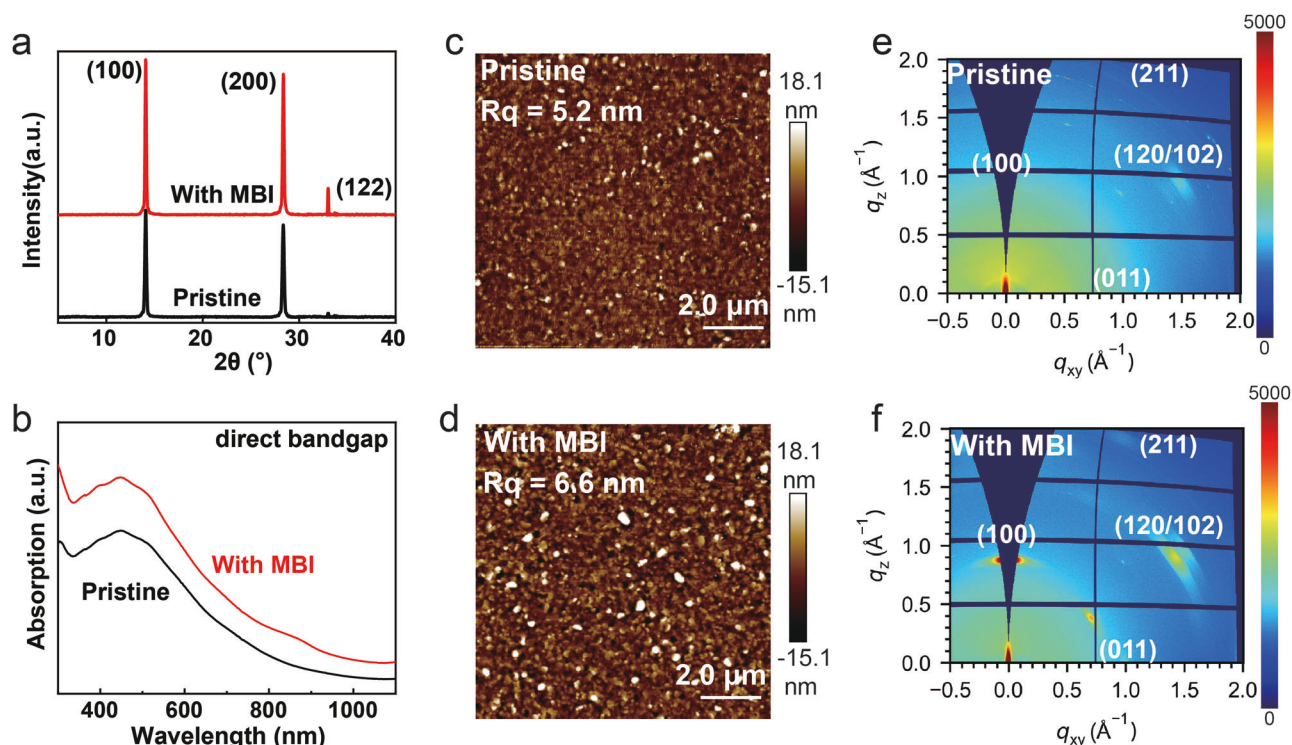 a
(100)
(200)
With MBI
(122)
Pristine
Intensity(a.u.)
10
20
30
40
2θ (°)
b
direct bandgap
With MBI
Pristine
Absorption (a.u.)
400
600
800
1000
Wavelength (nm)
c
Pristine
Rq = 5.2 nm
2.0 μm
18.1
nm
-15.1
nm
d
With MBI
Rq = 6.6 nm
2.0 μm
18.1
nm
-15.1
nm
e
Pristine
(211)
(100)
(120/102)
(011)
2.0
1.5
1.0
0.5
0.0
qz (Å⁻¹)
−0.5
0.0
0.5
1.0
1.5
2.0
qxy (Å⁻¹)
5000
0
f
With MBI
(211)
(100)
(120/102)
(011)
2.0
1.5
1.0
0.5
0.0
qz (Å⁻¹)
−0.5
0.0
0.5
1.0
1.5
2.0
qxy (Å⁻¹)
5000
0